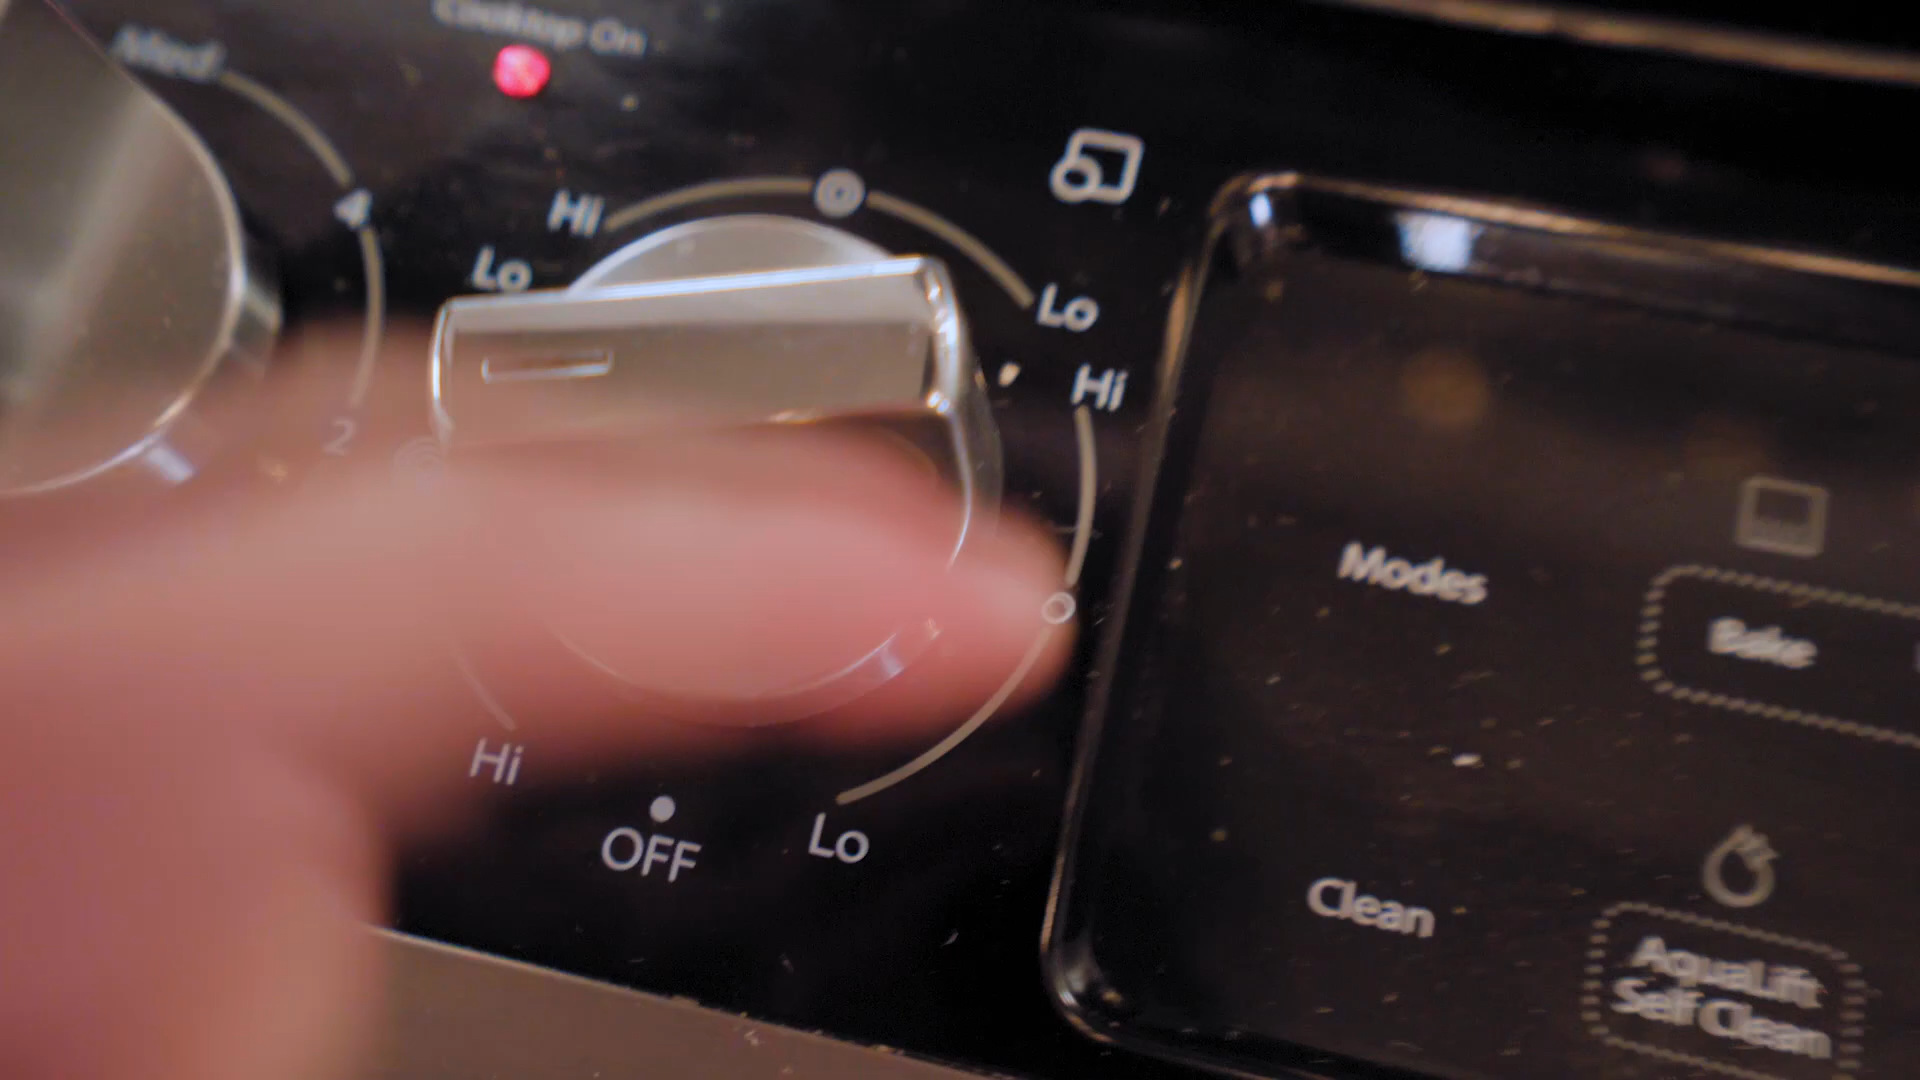 Cooktop On
Med
4
2
Hi
Lo
Lo
Hi
Hi
OFF
Lo
Modes
Bake
Clean
AquaLift
Self Clean